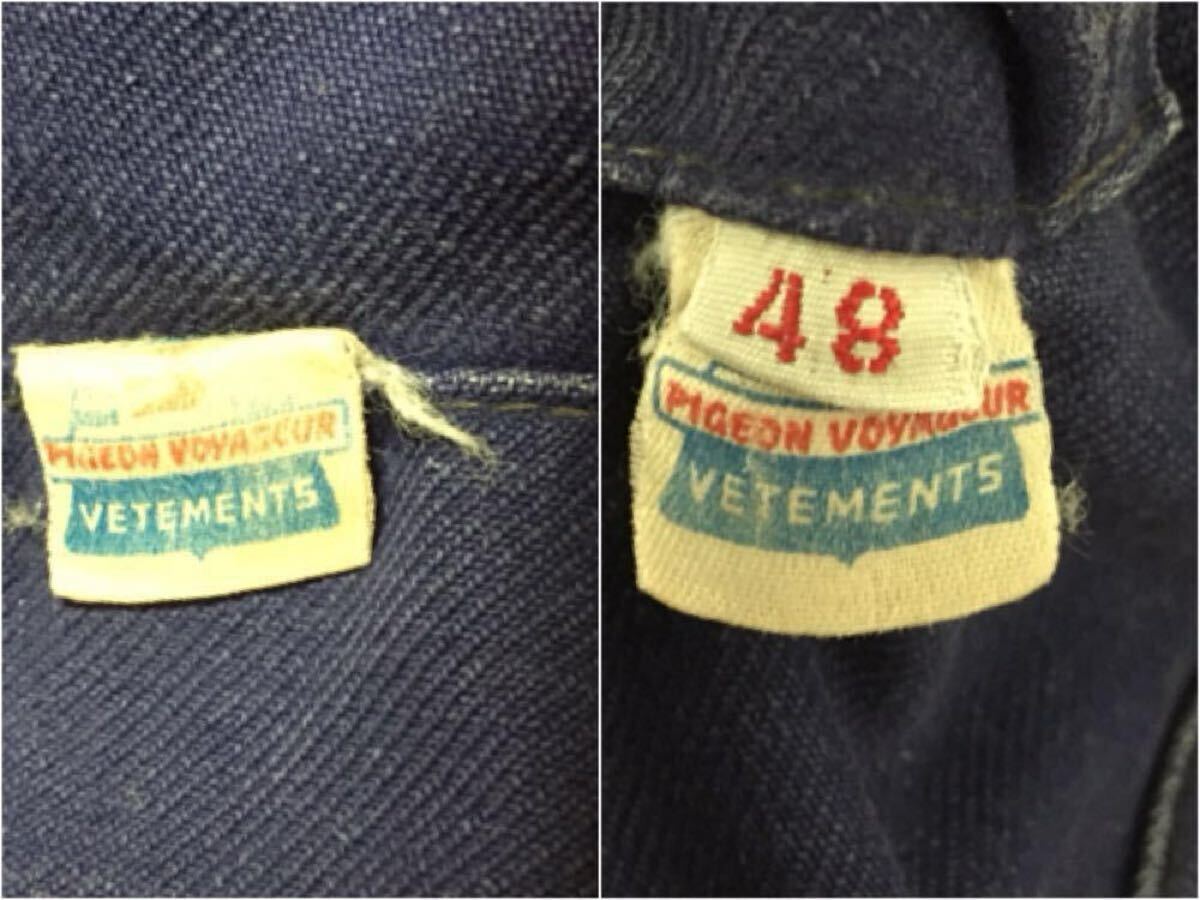 PIGEON VOYAGEUR
VETEMENTS
48
PIGEON VOYAGEUR
VETEMENTS